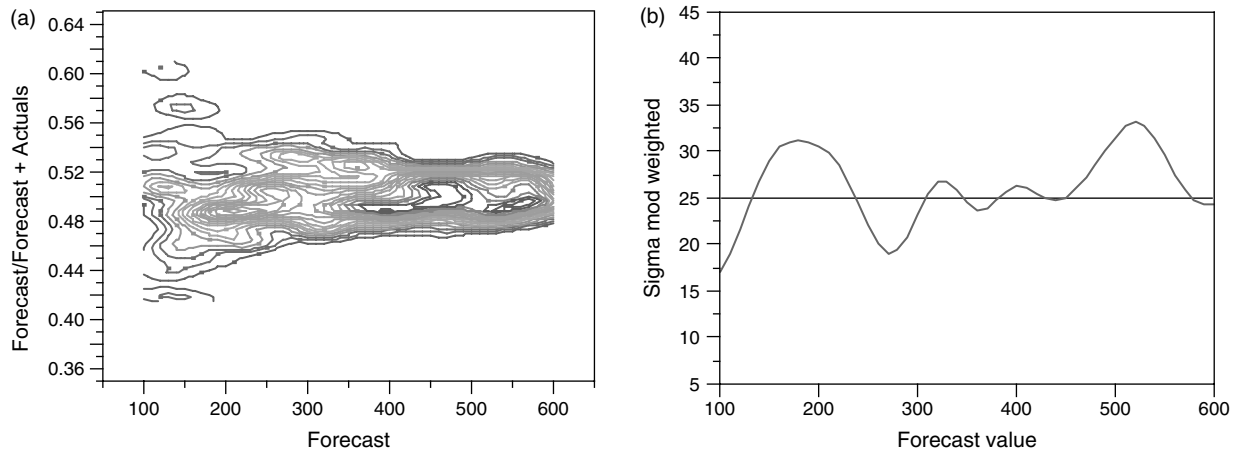 (a)
0.64
0.60
0.56
0.52
0.48
0.44
0.40
0.36
Forecast/Forecast + Actuals
100 200 300 400 500 600
Forecast
(b)
45
40
35
30
25
20
15
10
5
Sigma mod weighted
100 200 300 400 500 600
Forecast value